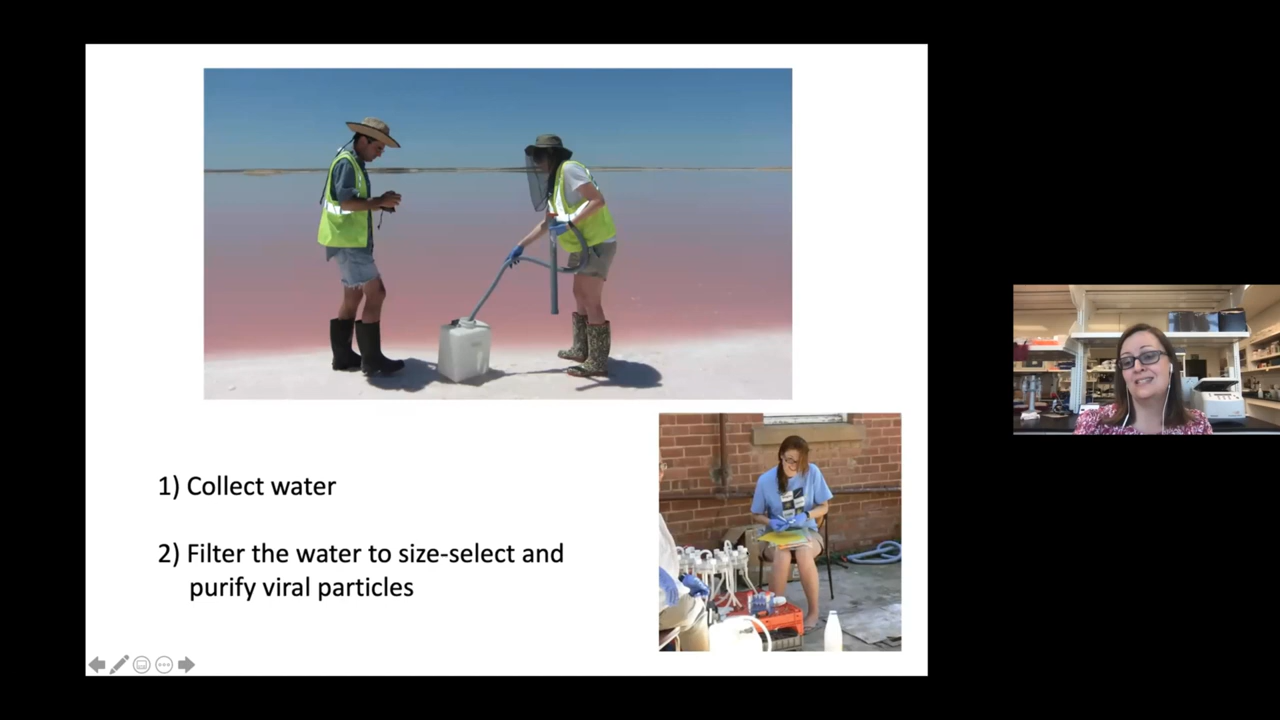 1) Collect water
2) Filter the water to size-select and
purify viral particles